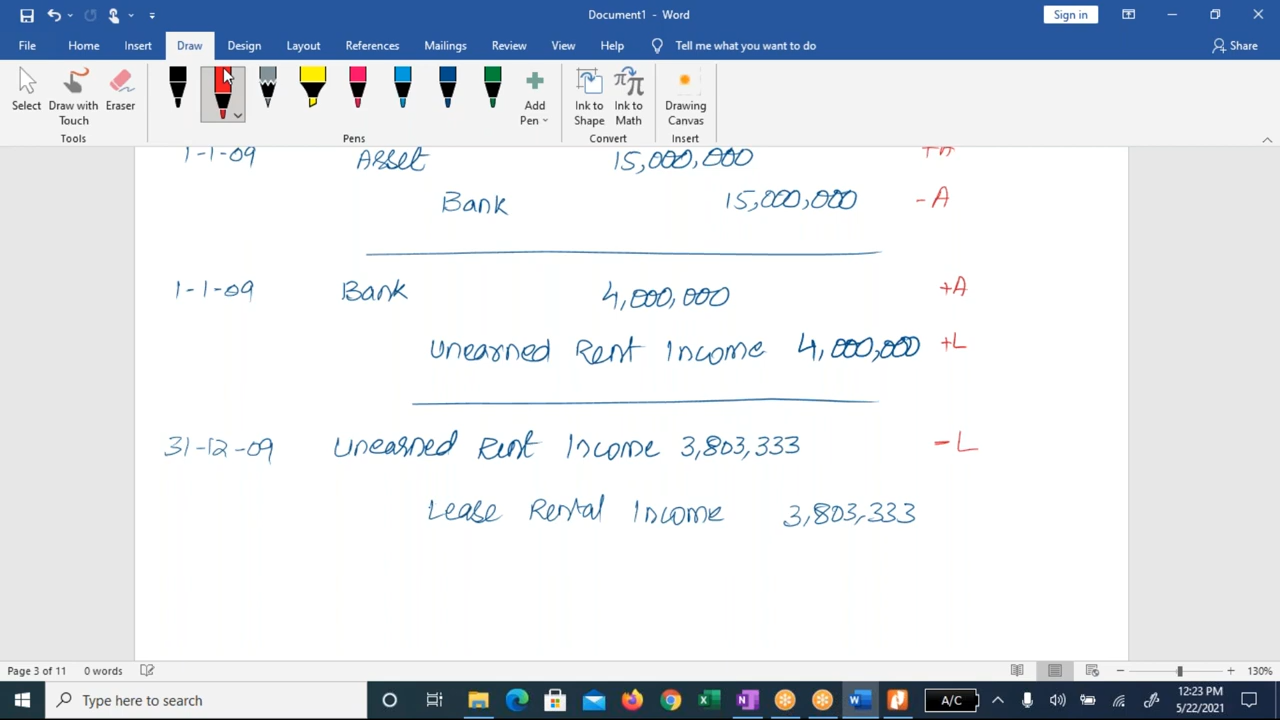 Document1 - Word
Sign in
File Home Insert Draw Design Layout References Mailings Review View Help Tell me what you want to do Share
Select Draw with Touch Eraser Add Pen Ink to Shape Ink to Math Drawing Canvas
Tools Pens Convert Insert
1-1-09 Asset 15,000,000 +A
Bank 15,000,000 -A
1-1-09 Bank 4,000,000 +A
Unearned Rent Income 4,000,000 +L
31-12-09 Unearned Rent Income 3,803,333 -L
Lease Rental Income 3,803,333
Page 3 of 11 0 words 130%
Type here to search A/C 12:23 PM
5/22/2021